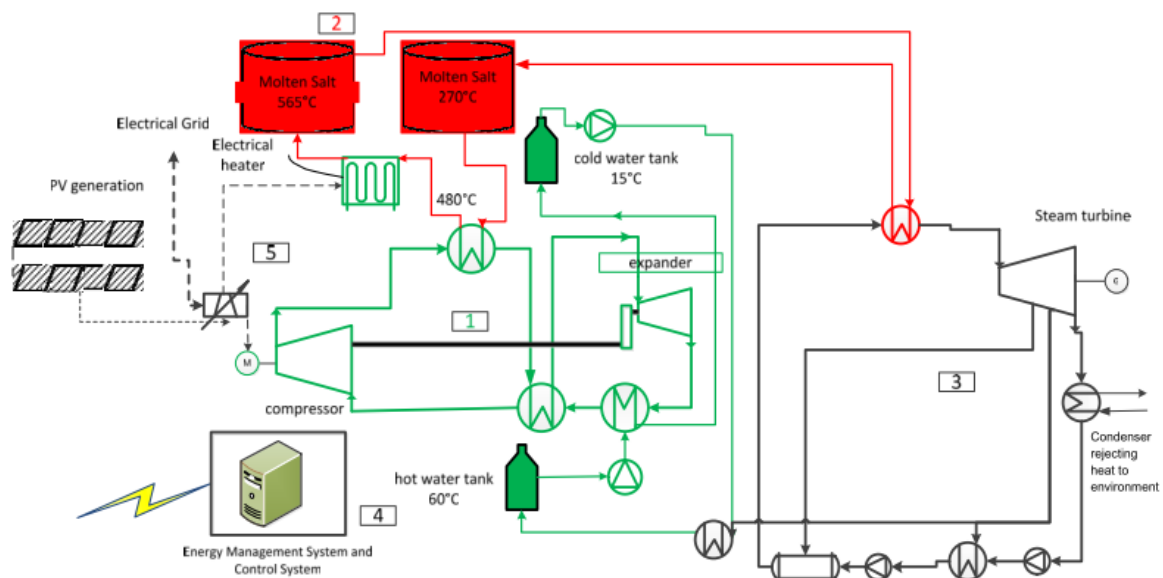 2
Molten Salt
565°C
Molten Salt
270°C
Electrical Grid
Electrical
heater
cold water tank
15°C
PV generation
480°C
Steam turbine
5
expander
G
1
M
3
compressor
Condenser
rejecting
heat to
environment
hot water tank
60°C
4
Energy Management System and
Control System